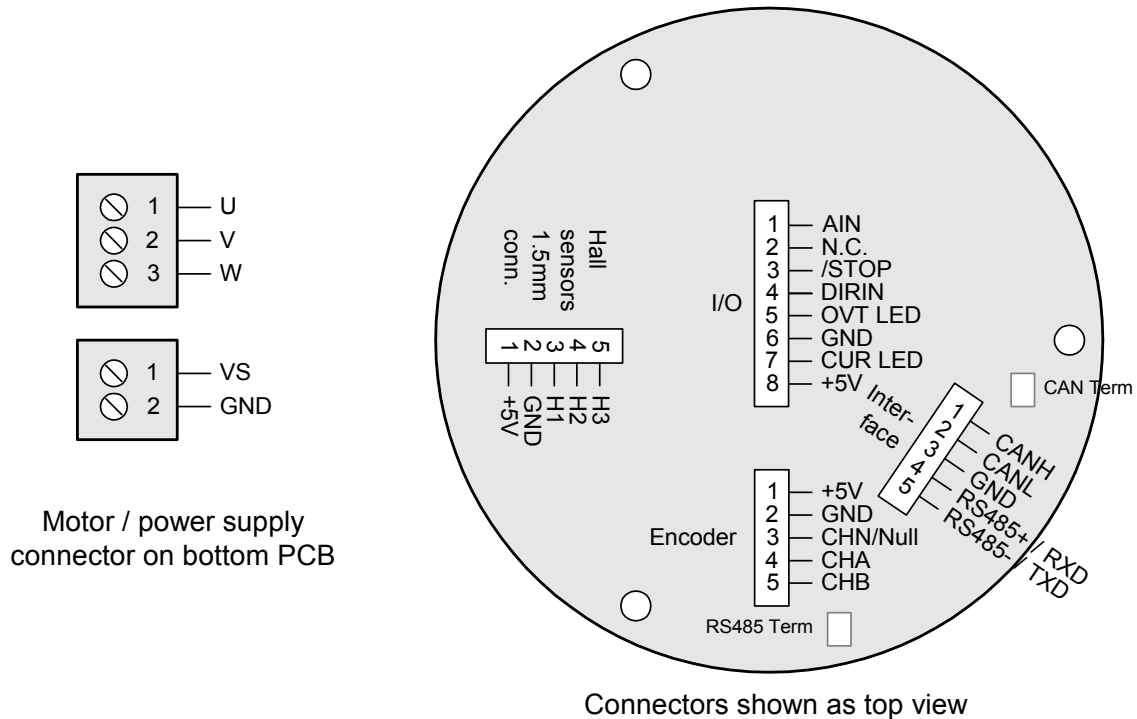 1 U
2 V
3 W
1 VS
2 GND
Motor / power supply
connector on bottom PCB
Hall
sensors
1.5mm
conn.
1 2 3 4 5
+5V
GND
H1
H2
H3
I/O
1 AIN
2 N.C.
3 /STOP
4 DIRIN
5 OVT LED
6 GND
7 CUR LED
8 +5V
CAN Term
Inter-
face
1 CANH
2 CANL
3 GND
4 RS485+ / RXD
5 RS485- / TXD
Encoder
1 +5V
2 GND
3 CHN/Null
4 CHA
5 CHB
RS485 Term
Connectors shown as top view